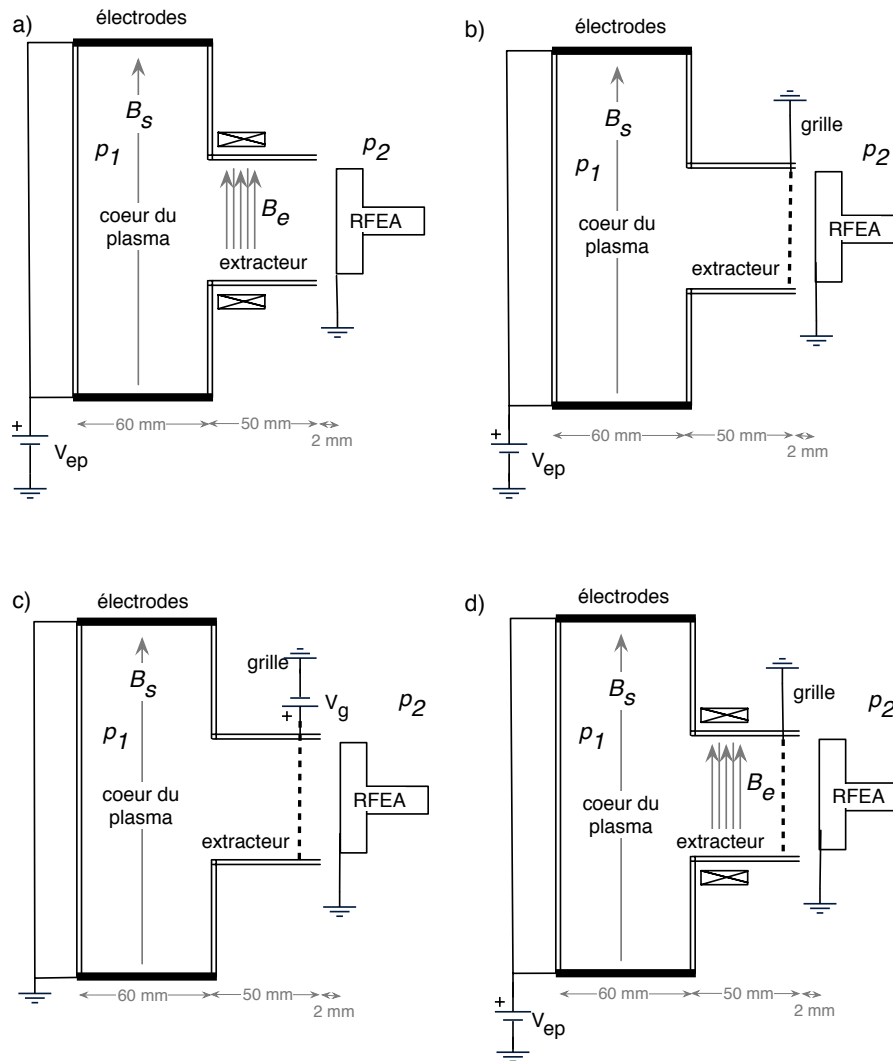 a)
électrodes
B_s
p_1
p_2
B_e
coeur du
plasma
RFEA
extracteur
+
V_ep
60 mm
50 mm
2 mm
b)
électrodes
B_s
grille
p_1
p_2
coeur du
plasma
RFEA
extracteur
+
V_ep
60 mm
50 mm
2 mm
c)
électrodes
grille
B_s
+
V_g
p_1
p_2
coeur du
plasma
RFEA
extracteur
60 mm
50 mm
2 mm
d)
électrodes
B_s
grille
p_1
p_2
B_e
coeur du
plasma
RFEA
extracteur
+
V_ep
60 mm
50 mm
2 mm